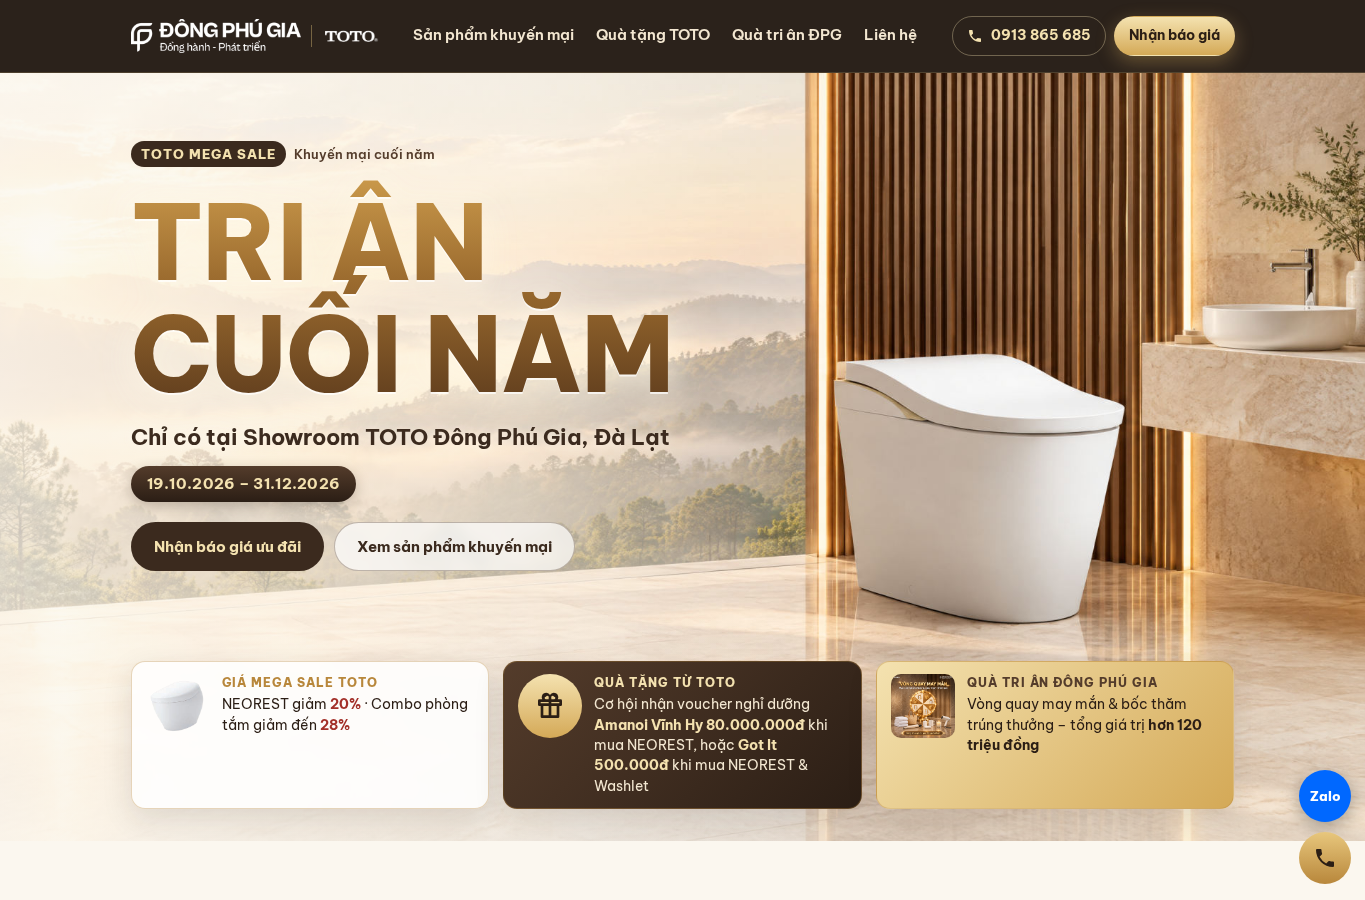 ĐÔNG PHÚ GIA
Đồng hành - Phát triển
TOTO
Sản phẩm khuyến mại
Quà tặng TOTO
Quà tri ân ĐPG
Liên hệ
0913 865 685
Nhận báo giá
TOTO MEGA SALE
Khuyến mại cuối năm
TRI ÂN
CUỐI NĂM
Chỉ có tại Showroom TOTO Đông Phú Gia, Đà Lạt
19.10.2026 – 31.12.2026
Nhận báo giá ưu đãi
Xem sản phẩm khuyến mại
GIÁ MEGA SALE TOTO
NEOREST giảm 20% · Combo phòng
tắm giảm đến 28%
QUÀ TẶNG TỪ TOTO
Cơ hội nhận voucher nghỉ dưỡng
Amanoi Vĩnh Hy 80.000.000đ khi
mua NEOREST, hoặc Got It
500.000đ khi mua NEOREST &
Washlet
VÒNG QUAY MAY MẮN
QUÀ TRI ÂN ĐÔNG PHÚ GIA
Vòng quay may mắn & bốc thăm
trúng thưởng – tổng giá trị hơn 120
triệu đồng
Zalo